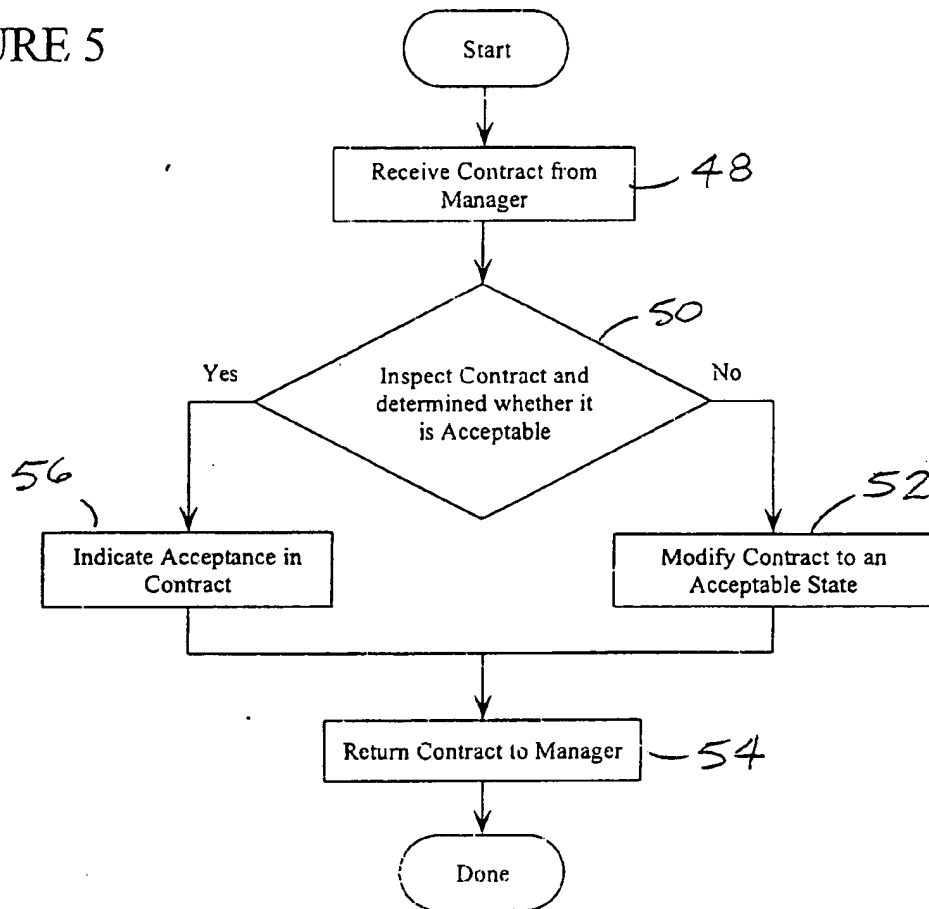 URE 5
Start
Receive Contract from
Manager
48
50
Yes
Inspect Contract and
determined whether it
is Acceptable
No
56
52
Indicate Acceptance in
Contract
Modify Contract to an
Acceptable State
Return Contract to Manager
54
Done